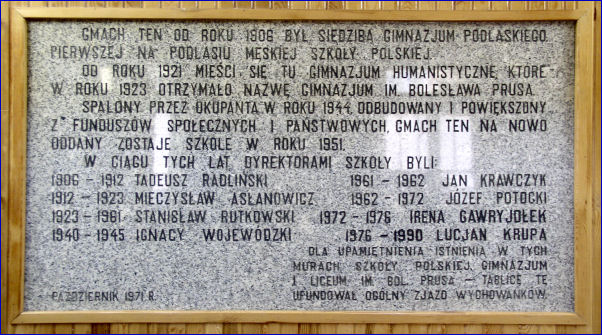 GMACH TEN OD ROKU 1906 BYŁ SIEDZIBĄ GIMNAZJUM PODLASKIEGO
PIERWSZEJ NA PODLASIU MĘSKIEJ SZKOŁY POLSKIEJ.
OD ROKU 1921 MIEŚCI SIĘ TU GIMNAZJUM HUMANISTYCZNE, KTÓRE
W ROKU 1923 OTRZYMAŁO NAZWĘ GIMNAZJUM IM. BOLESŁAWA PRUSA.
SPALONY PRZEZ OKUPANTA W ROKU 1944, ODBUDOWANY I POWIĘKSZONY
Z FUNDUSZÓW SPOŁECZNYCH I PAŃSTWOWYCH, GMACH TEN NA NOWO
ODDANY ZOSTAJE SZKOLE W ROKU 1951.
W CIĄGU TYCH LAT DYREKTORAMI SZKOŁY BYLI:
1906 - 1912 TADEUSZ RADLIŃSKI 1961 - 1962 JAN KRAWCZYK
1912 - 1923 MIECZYSŁAW ASŁANOWICZ 1962 - 1972 JÓZEF POTOCKI
1923 - 1961 STANISŁAW RUTKOWSKI 1972 - 1976 IRENA GAWRYJOŁEK
1940 - 1945 IGNACY WOJEWÓDZKI 1976 - 1990 LUCJAN KRUPA
DLA UPAMIĘTNIENIA ISTNIENIA W TYCH
MURACH SZKOŁY POLSKIEJ, GIMNAZJUM
I LICEUM IM. BOL. PRUSA - TABLICĘ TĘ
PAŹDZIERNIK 1971 R. UFUNDOWAŁ OGÓLNY ZJAZD WYCHOWANKÓW.